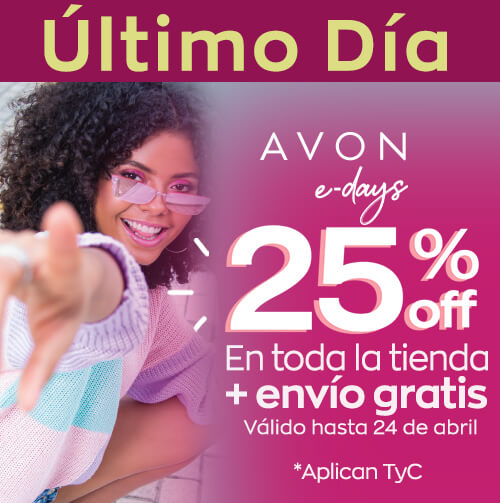 Último Día
AVON
e-days
25% off
En toda la tienda
+ envío gratis
Válido hasta 24 de abril
*Aplican TyC